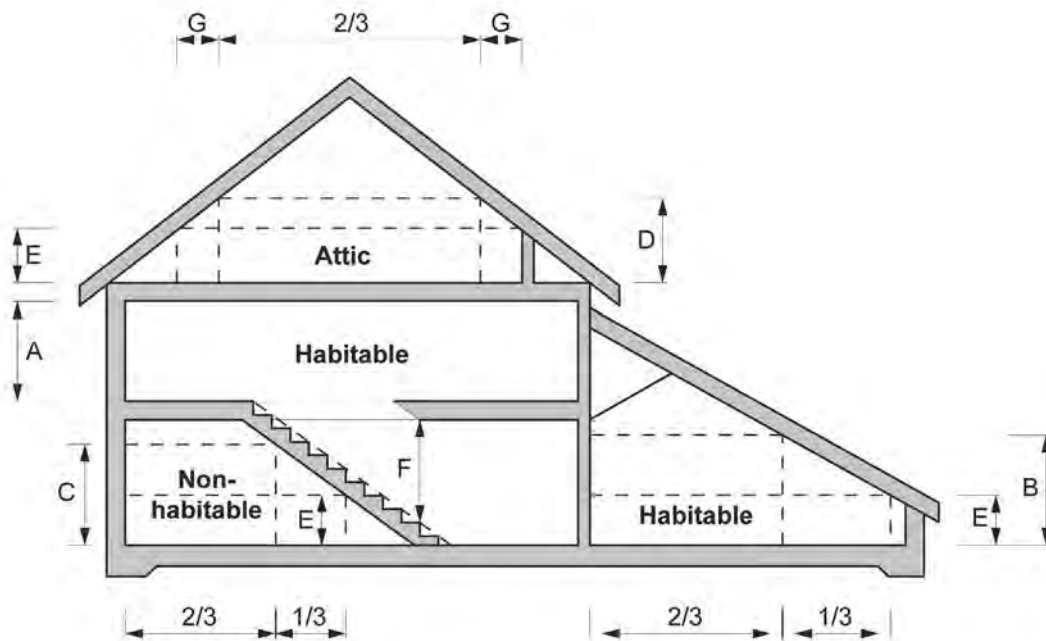 G 2/3 G
E
Attic
D
A
Habitable
C
Non-
habitable
E
F
Habitable
E
B
2/3 1/3 2/3 1/3